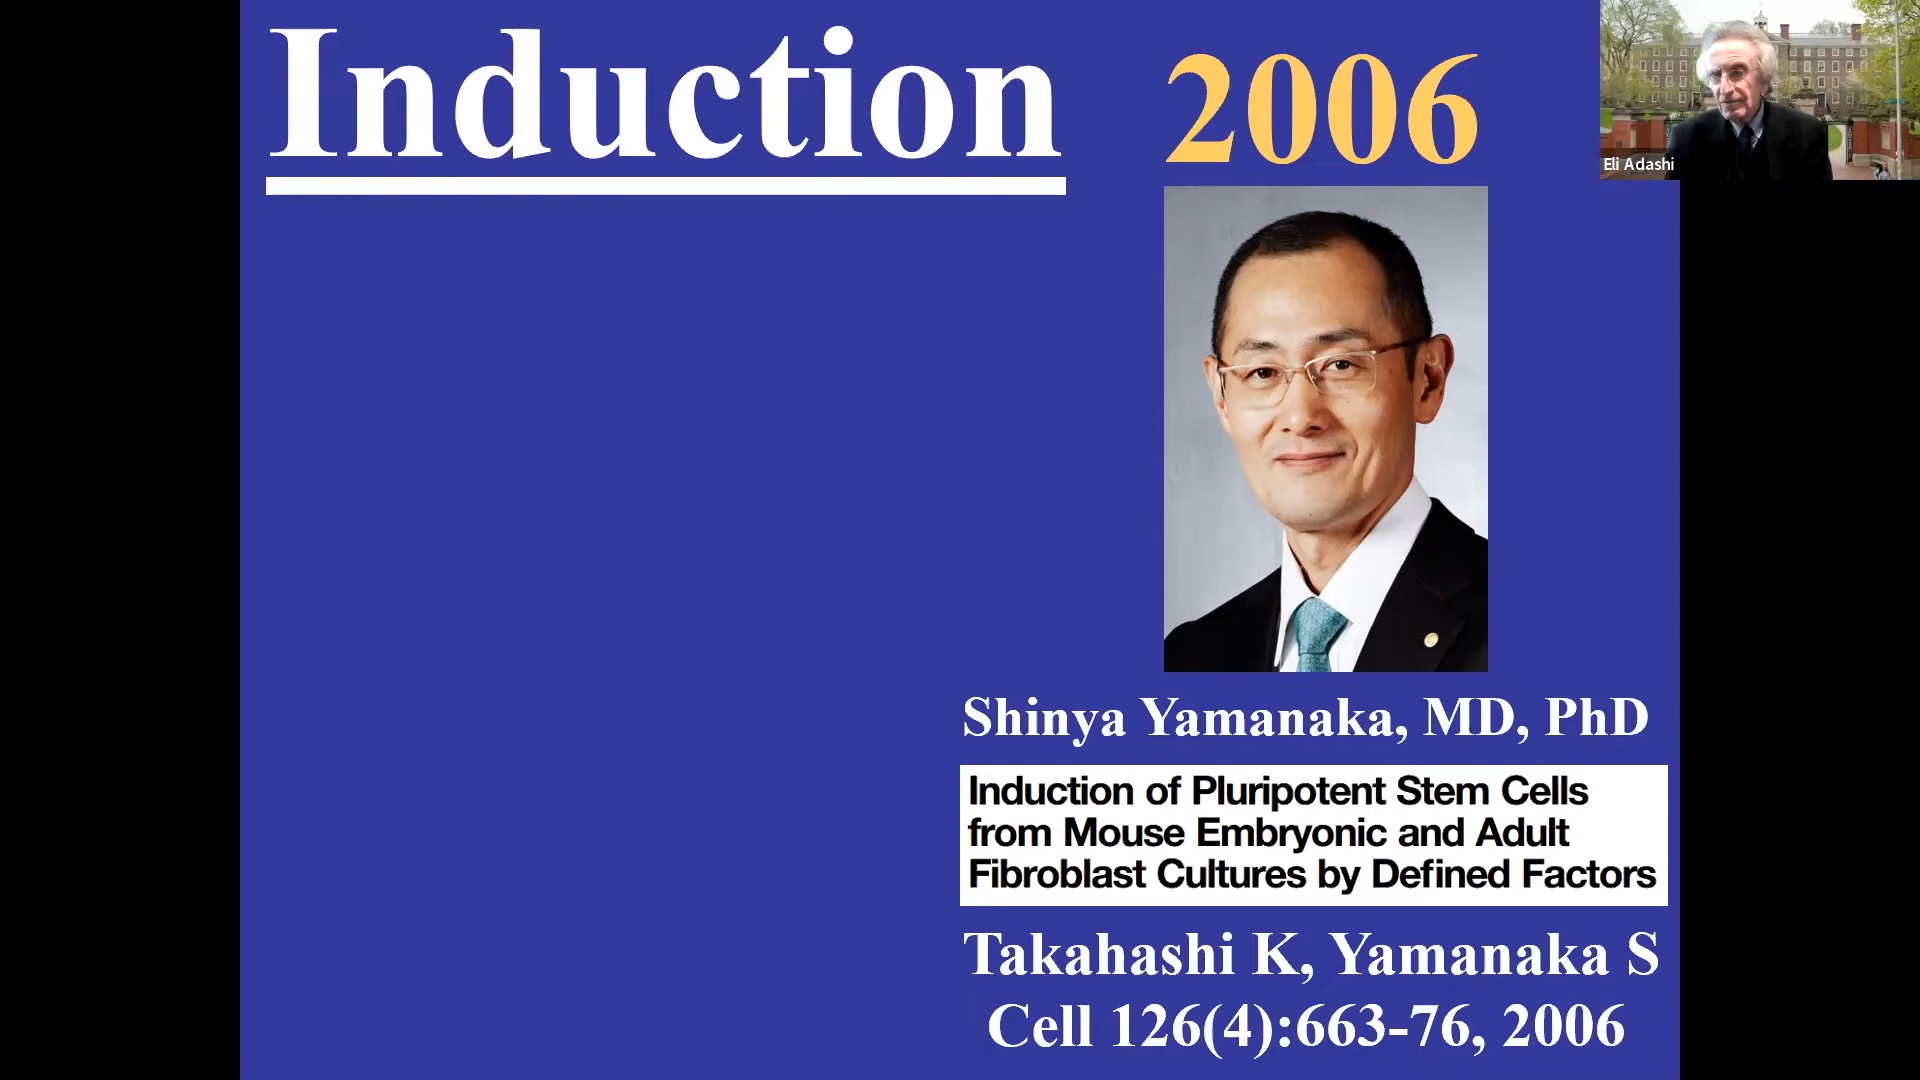 Induction
2006
Eli Adashi
Shinya Yamanaka, MD, PhD
Induction of Pluripotent Stem Cells
from Mouse Embryonic and Adult
Fibroblast Cultures by Defined Factors
Takahashi K, Yamanaka S
Cell 126(4):663-76, 2006